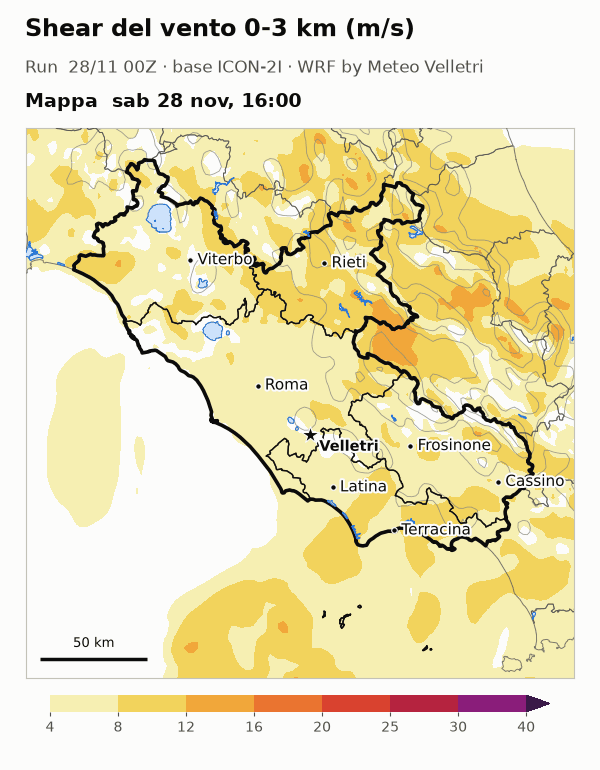 Shear del vento 0-3 km (m/s)
Run  28/11 00Z · base ICON-2I · WRF by Meteo Velletri
Mappa  sab 28 nov, 16:00
Viterbo
Rieti
Roma
Velletri
Frosinone
Latina
Cassino
Terracina
50 km
4 8 12 16 20 25 30 40